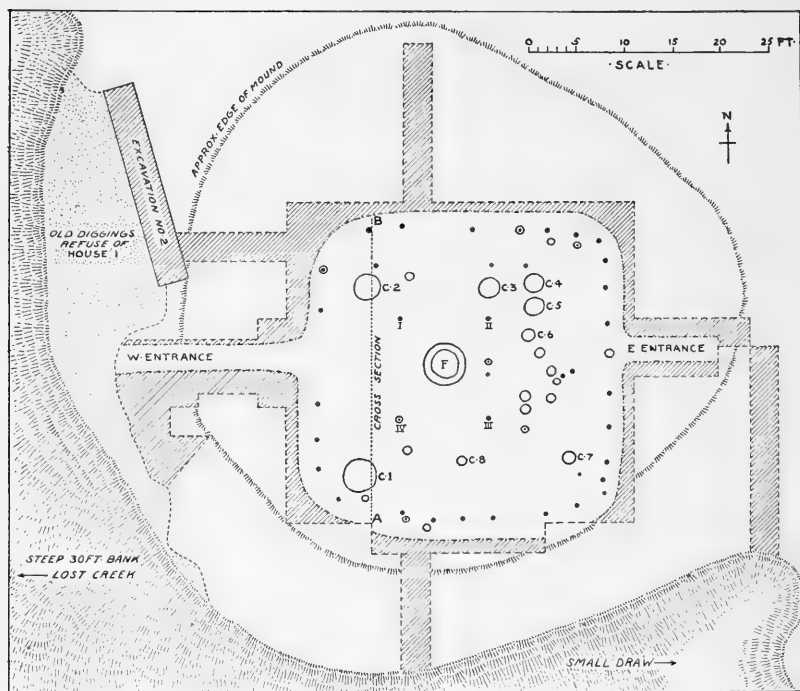 0 5 10 15 20 25 FT.
·SCALE·
APPROX. EDGE OF MOUND
N
EXCAVATION NO. 2
OLD DIGGINGS
REFUSE OF
HOUSE 1
B
C-2
C-3
C-4
C-5
I
II
C-6
W. ENTRANCE
F
E ENTRANCE
CROSS SECTION
IV
III
C-8
C-7
C-1
A
STEEP 30FT. BANK
LOST CREEK
SMALL DRAW